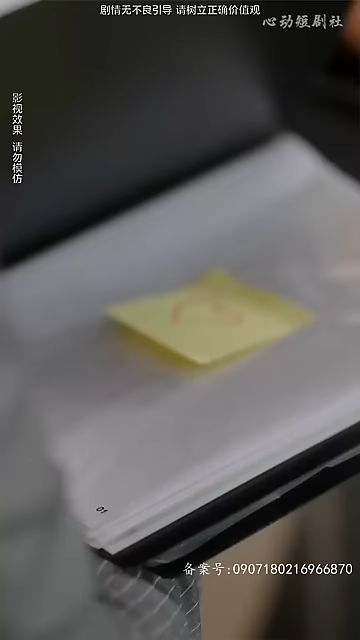 剧情无不良引导 请树立正确价值观
心动短剧社
影视效果 请勿模仿
01
备案号:0907180216966870